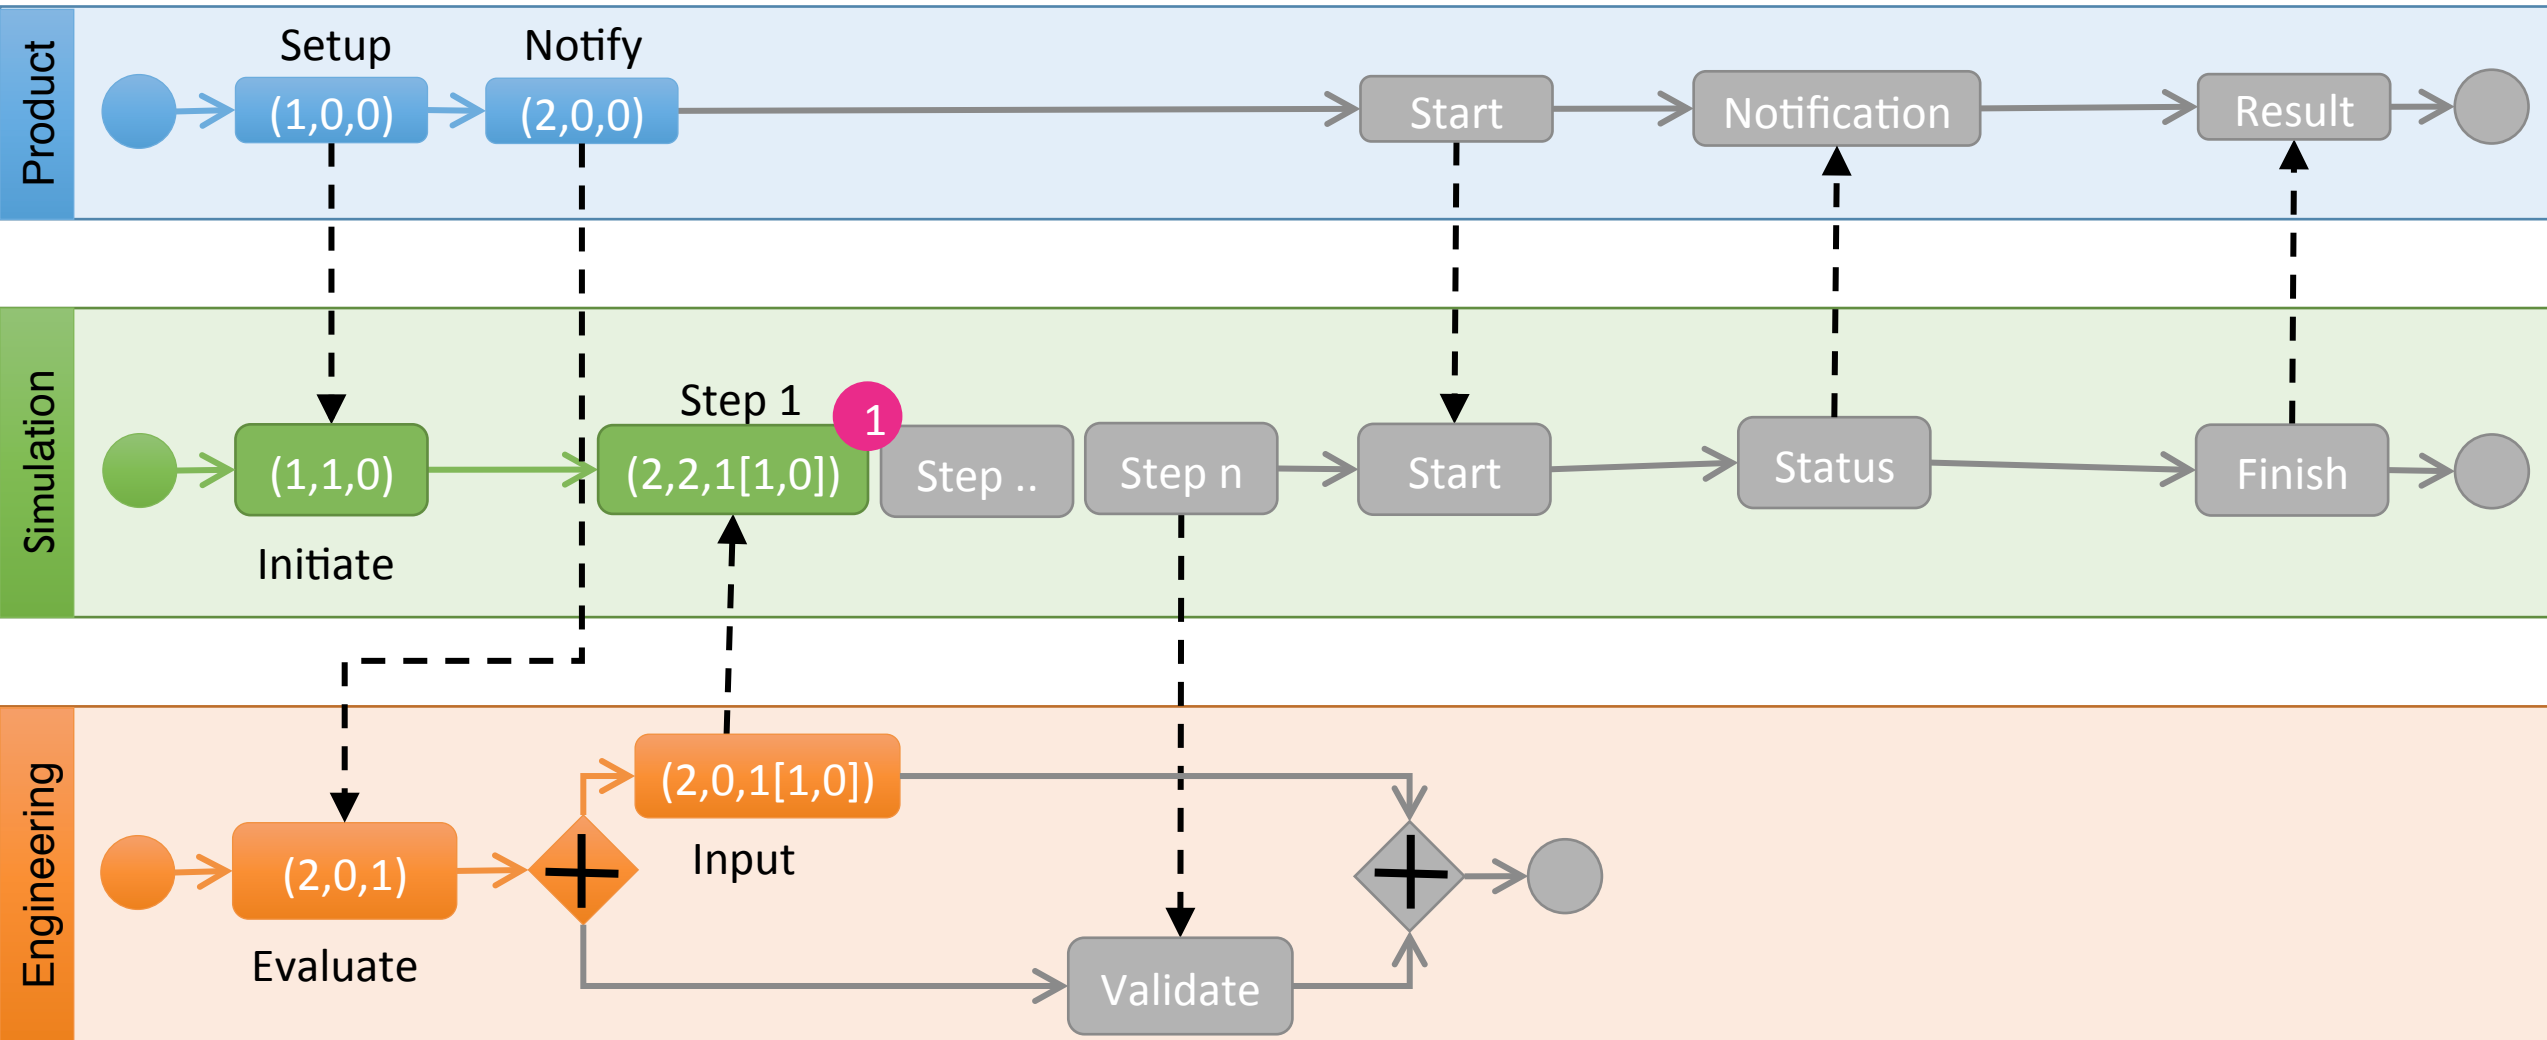 Product
Setup
Notify
(1,0,0)
(2,0,0)
Start
Notification
Result
Simulation
Step 1
1
(1,1,0)
(2,2,1[1,0])
Step ..
Step n
Start
Status
Finish
Initiate
Engineering
(2,0,1[1,0])
Input
(2,0,1)
Evaluate
Validate